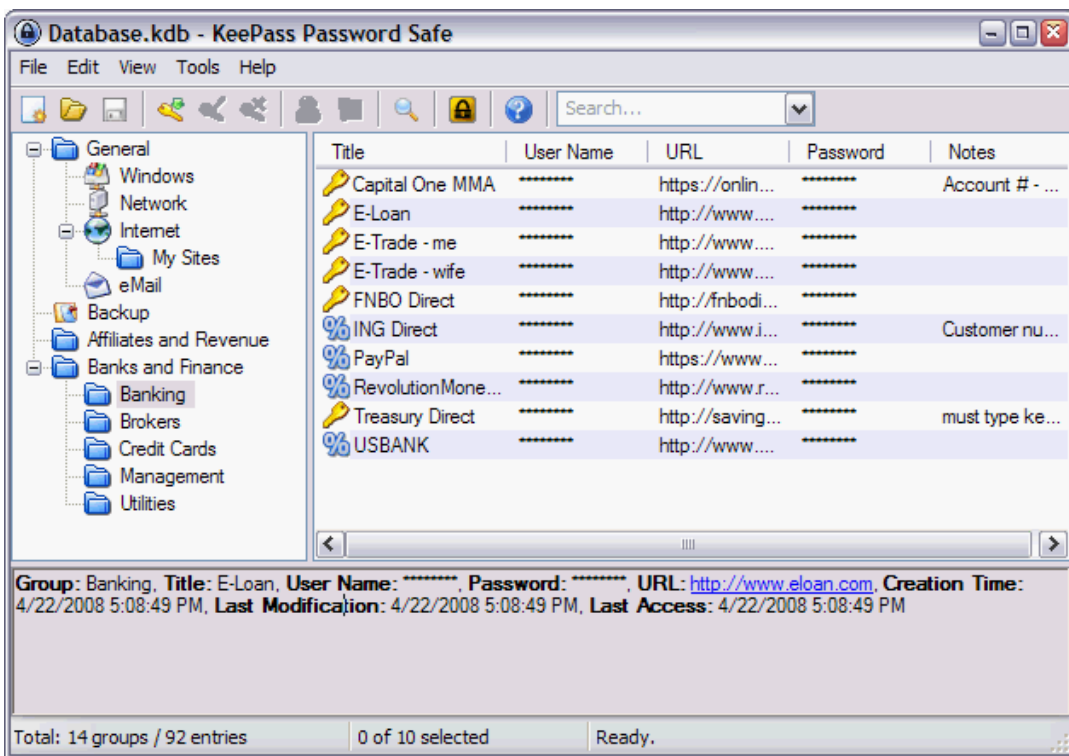 Database.kdb - KeePass Password Safe
File Edit View Tools Help
Search...
General
Windows
Network
Internet
My Sites
eMail
Backup
Affiliates and Revenue
Banks and Finance
Banking
Brokers
Credit Cards
Management
Utilities
Title User Name URL Password Notes
Capital One MMA ******** https://onlin... ******** Account # - ...
E-Loan ******** http://www.... ********
E-Trade - me ******** http://www.... ********
E-Trade - wife ******** http://www.... ********
FNBO Direct ******** http://fnbodi... ********
ING Direct ******** http://www.i... ******** Customer nu...
PayPal ******** https://www... ********
RevolutionMone... ******** http://www.r... ********
Treasury Direct ******** http://saving... ******** must type ke...
USBANK ******** http://www.... ********
Group: Banking, Title: E-Loan, User Name: ********, Password: ********, URL: http://www.eloan.com, Creation Time:
4/22/2008 5:08:49 PM, Last Modification: 4/22/2008 5:08:49 PM, Last Access: 4/22/2008 5:08:49 PM
Total: 14 groups / 92 entries 0 of 10 selected Ready.